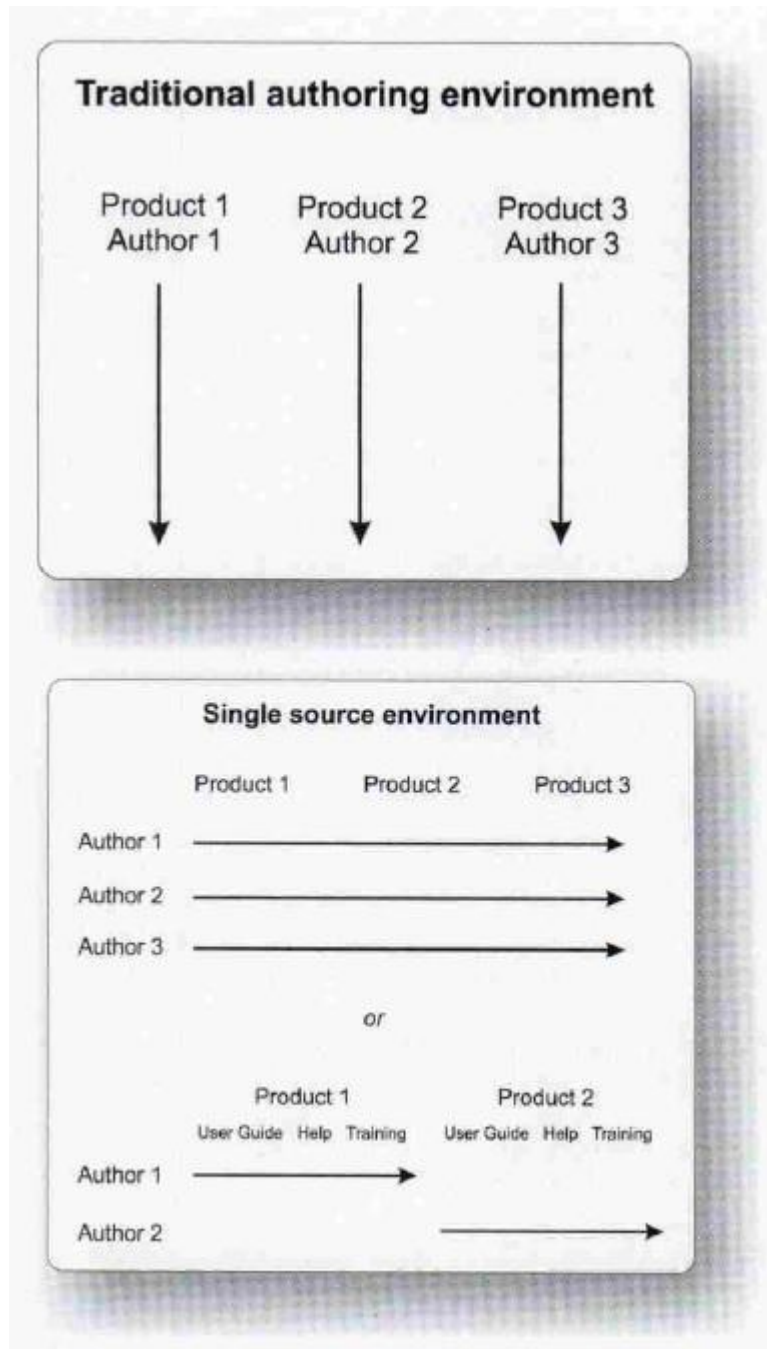 Traditional authoring environment
Product 1 Product 2 Product 3
Author 1 Author 2 Author 3
Single source environment
Product 1 Product 2 Product 3
Author 1
Author 2
Author 3
or
Product 1 Product 2
User Guide Help Training User Guide Help Training
Author 1
Author 2